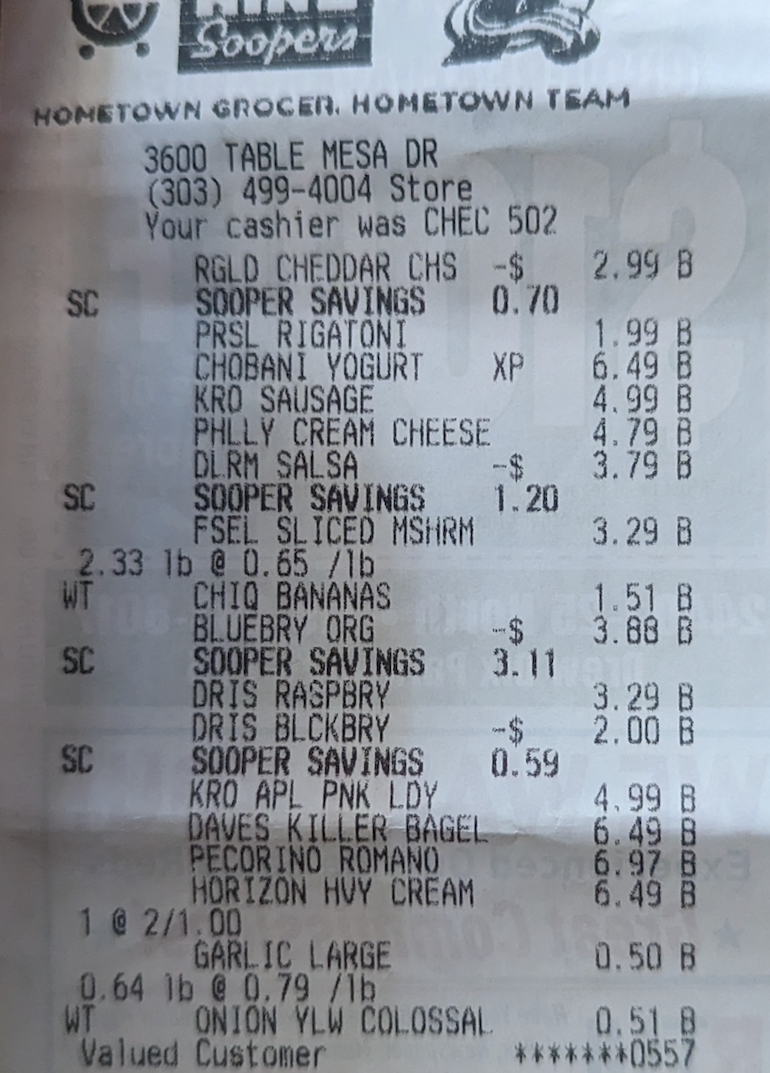 KING
Soopers
HOMETOWN GROCER. HOMETOWN TEAM
3600 TABLE MESA DR
(303) 499-4004 Store
Your cashier was CHEC 502
RGLD CHEDDAR CHS -$ 2.99 B
SC SOOPER SAVINGS 0.70
PRSL RIGATONI 1.99 B
CHOBANI YOGURT XP 6.49 B
KRO SAUSAGE 4.99 B
PHLLY CREAM CHEESE 4.79 B
DLRM SALSA -$ 3.79 B
SC SOOPER SAVINGS 1.20
FSEL SLICED MSHRM 3.29 B
2.33 lb @ 0.65 /lb
WT CHIQ BANANAS 1.51 B
BLUEBRY ORG -$ 3.88 B
SC SOOPER SAVINGS 3.11
DRIS RASPBRY 3.29 B
DRIS BLCKBRY -$ 2.00 B
SC SOOPER SAVINGS 0.59
KRO APL PNK LDY 4.99 B
DAVES KILLER BAGEL 6.49 B
PECORINO ROMANO 6.97 B
HORIZON HVY CREAM 6.49 B
1 @ 2/1.00
GARLIC LARGE 0.50 B
0.64 lb @ 0.79 /lb
WT ONION YLW COLOSSAL 0.51 B
Valued Customer *******0557